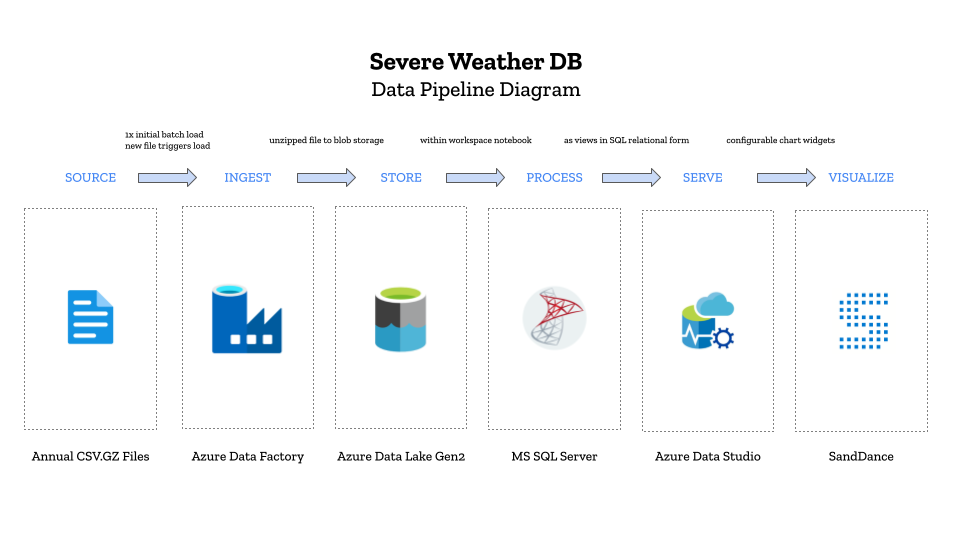 Severe Weather DB
Data Pipeline Diagram
1x initial batch load
new file triggers load
unzipped file to blob storage
within workspace notebook
as views in SQL relational form
configurable chart widgets
SOURCE
INGEST
STORE
PROCESS
SERVE
VISUALIZE
Annual CSV.GZ Files
Azure Data Factory
Azure Data Lake Gen2
MS SQL Server
Azure Data Studio
SandDance